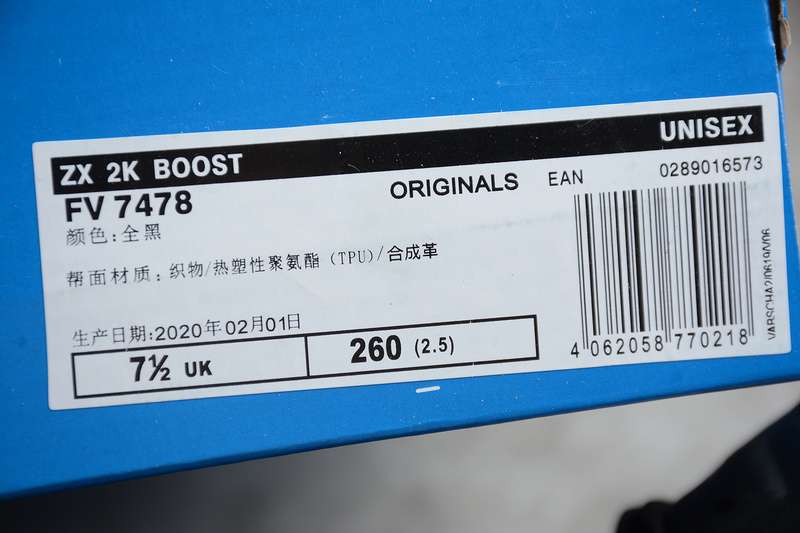 ZX 2K BOOST UNISEX
FV 7478 ORIGINALS EAN 0289016573
颜色:全黑
帮面材质:织物/热塑性聚氨酯(TPU)/合成革
生产日期:2020年02月01日
7½ UK 260 (2.5)
4 062058 770218